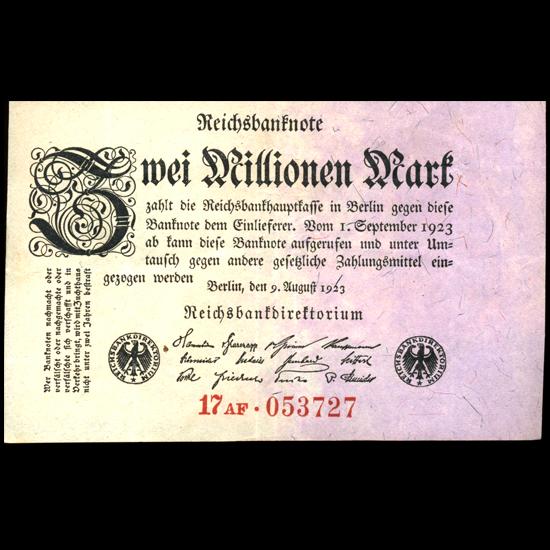 Reichsbanknote
Zwei Millionen Mark
zahlt die Reichsbankhauptkasse in Berlin gegen diese
Banknote dem Einlieferer. Vom 1. September 1923
ab kann diese Banknote aufgerufen und unter Um=
tausch gegen andere gesetzliche Zahlungsmittel ein=
gezogen werden
Berlin, den 9. August 1923
Reichsbankdirektorium
Wer Banknoten nachmacht oder
verfälscht oder nachgemachte oder
verfälschte sich verschafft und in
Verkehr bringt, wird mit Zuchthaus
nicht unter zwei Jahren bestraft
REICHSBANKDIREKTORIUM
REICHSBANKDIREKTORIUM
17AF·053727